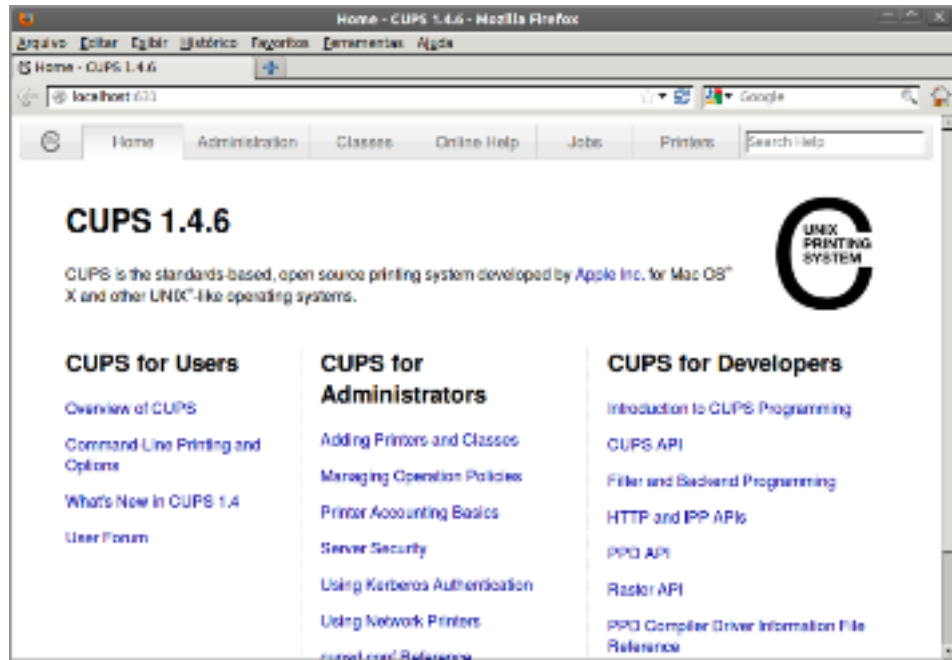 Home - CUPS 1.4.6 - Mozilla Firefox
Arquivo Editar Exibir Histórico Favoritos Ferramentas Ajuda
Home - CUPS 1.4.6
localhost:631 Google
Home Administration Classes Online Help Jobs Printers Search Help
CUPS 1.4.6
UNIX
PRINTING
SYSTEM
CUPS is the standards-based, open source printing system developed by Apple Inc. for Mac OS®
X and other UNIX®-like operating systems.
CUPS for Users
Overview of CUPS
Command-Line Printing and
Options
What's New in CUPS 1.4
User Forum
CUPS for
Administrators
Adding Printers and Classes
Managing Operation Policies
Printer Accounting Basics
Server Security
Using Kerberos Authentication
Using Network Printers
cupsd.conf Reference
CUPS for Developers
Introduction to CUPS Programming
CUPS API
Filter and Backend Programming
HTTP and IPP APIs
PPD API
Raster API
PPD Compiler Driver Information File
Reference